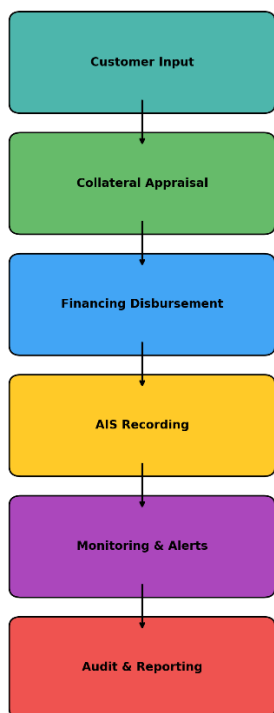 Customer Input
Collateral Appraisal
Financing Disbursement
AIS Recording
Monitoring & Alerts
Audit & Reporting